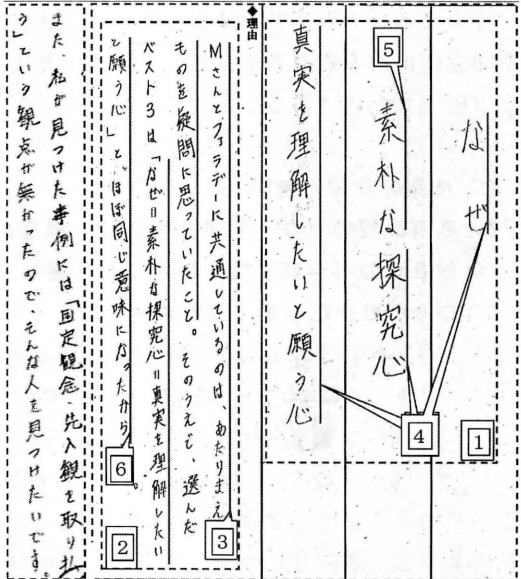 なぜ
素朴な探究心
真実を理解したいと願う心
5
4
1
◆理由
Mさんとファラデーに共通しているのは、あたりまえ
ものを疑問に思っていたこと。そのうえで、選んだ
ベスト3は「なぜ=素朴な探究心=真実を理解したい
と願う心」と、ほぼ同じ意味になったから。
3
6
2
また、私が見つけた事例には「固定観念・先入観を取り払
う」という観点が無かったので、そんな人を見つけたいです。